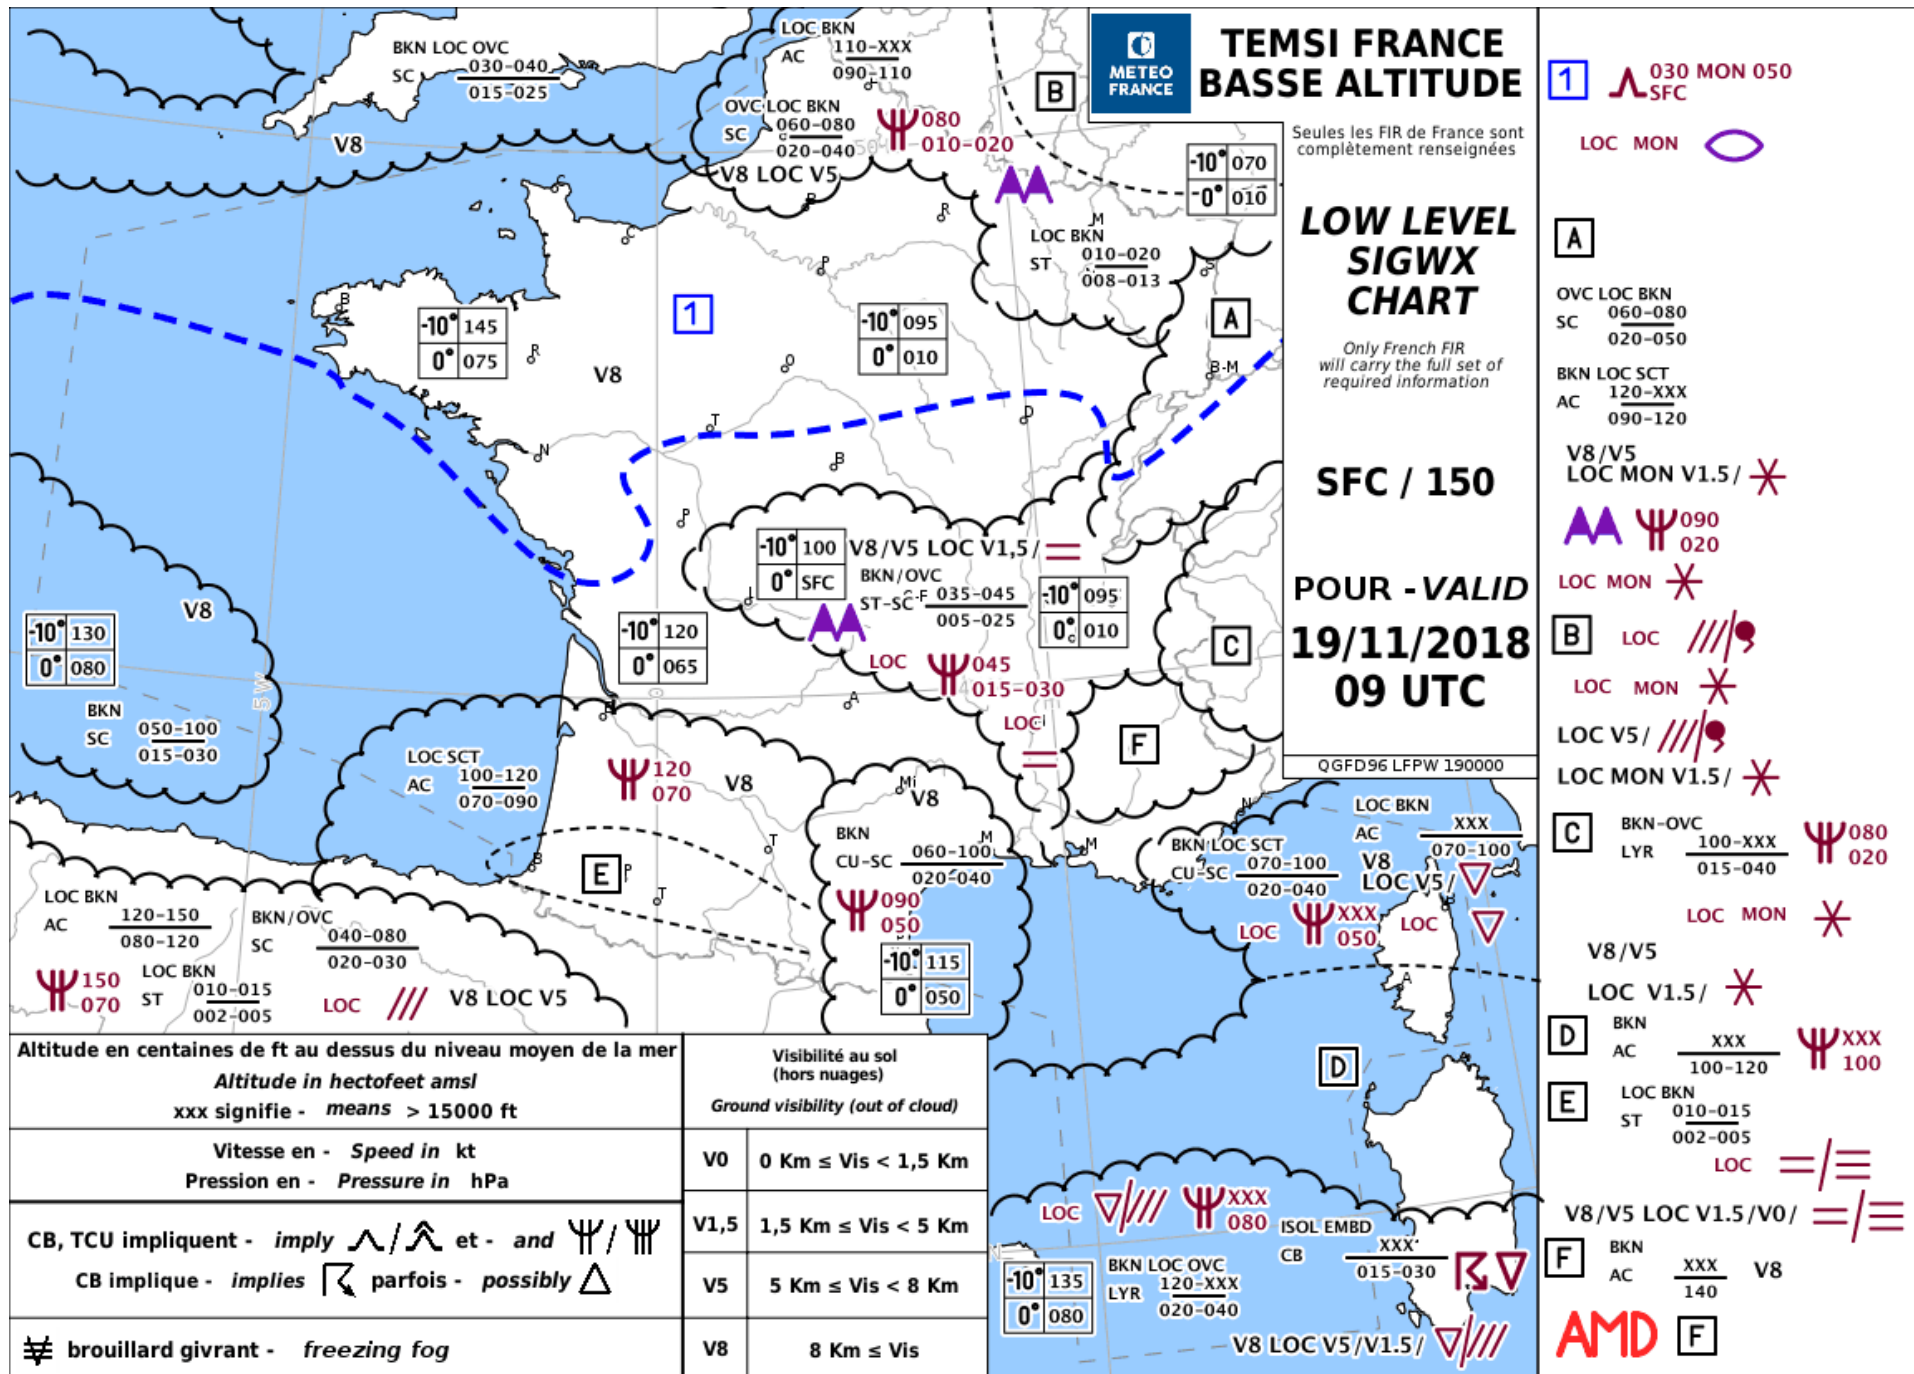 BKN LOC OVC
SC 030-040
015-025
V8
LOC BKN
AC 110-XXX
090-110
OVC LOC BKN
SC 060-080
020-040
V8 LOC V5
080
010-020
B
METEO
FRANCE
TEMSI FRANCE
BASSE ALTITUDE
Seules les FIR de France sont
complètement renseignées
LOW LEVEL
SIGWX
CHART
Only French FIR
will carry the full set of
required information
SFC / 150
POUR - VALID
19/11/2018
09 UTC
QGFD96 LFPW 190000
-10° 070
-0° 010
LOC BKN
ST 010-020
008-013
A
1
-10° 145
0° 075
-10° 095
0° 010
V8
C
C
B
R
P
M
S
B
R
O
B-M
T
D
N
B
P
L
-10° 100
0° SFC
V8/V5 LOC V1,5/
BKN/OVC
ST-SC 035-045
C-F
005-025
-10° 095
0° 010
LOC 045
015-030
LOC
C
V8
-10° 130
0° 080
5 W
0
BKN
SC 050-100
015-030
-10° 120
0° 065
A
B
F
LOC SCT
AC 100-120
070-090
120
070
V8
Mi
V8
M
T
B
E
P
T
BKN
CU-SC 060-100
020-040
090
050
-10° 115
0° 050
M
N
LOC BKN
AC XXX
070-100
BKN LOC SCT
CU-SC 070-100
020-040
V8
LOC V5/
LOC XXX
050
LOC
B
A
D
LOC BKN
AC 120-150
080-120
BKN/OVC
SC 040-080
020-030
150
070
LOC BKN
ST 010-015
002-005
LOC
V8 LOC V5
LOC XXX
080
ISOL EMBD
CB XXX
015-030
-10° 135
0° 080
BKN LOC OVC
LYR 120-XXX
020-040
V8 LOC V5/V1.5/
Altitude en centaines de ft au dessus du niveau moyen de la mer
Altitude in hectofeet amsl
xxx signifie - means > 15000 ft
Vitesse en - Speed in kt
Pression en - Pressure in hPa
CB, TCU impliquent - imply / et - and /
CB implique - implies parfois - possibly
brouillard givrant - freezing fog
Visibilité au sol
(hors nuages)
Ground visibility (out of cloud)
V0 0 Km ≤ Vis < 1,5 Km
V1,5 1,5 Km ≤ Vis < 5 Km
V5 5 Km ≤ Vis < 8 Km
V8 8 Km ≤ Vis
1 030 MON 050
SFC
LOC MON
A
OVC LOC BKN
SC 060-080
020-050
BKN LOC SCT
AC 120-XXX
090-120
V8/V5
LOC MON V1.5/
090
020
LOC MON
B LOC
LOC MON
LOC V5/
LOC MON V1.5/
C BKN-OVC
LYR 100-XXX
015-040
080
020
LOC MON
V8/V5
LOC V1.5/
D BKN
AC XXX
100-120
XXX
100
E LOC BKN
ST 010-015
002-005
LOC
V8/V5 LOC V1.5/V0/
F BKN
AC XXX
140
V8
AMD F